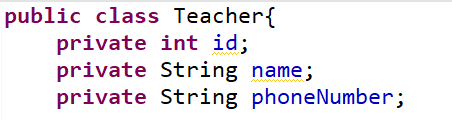 public class Teacher{
    private int id;
    private String name;
    private String phoneNumber;